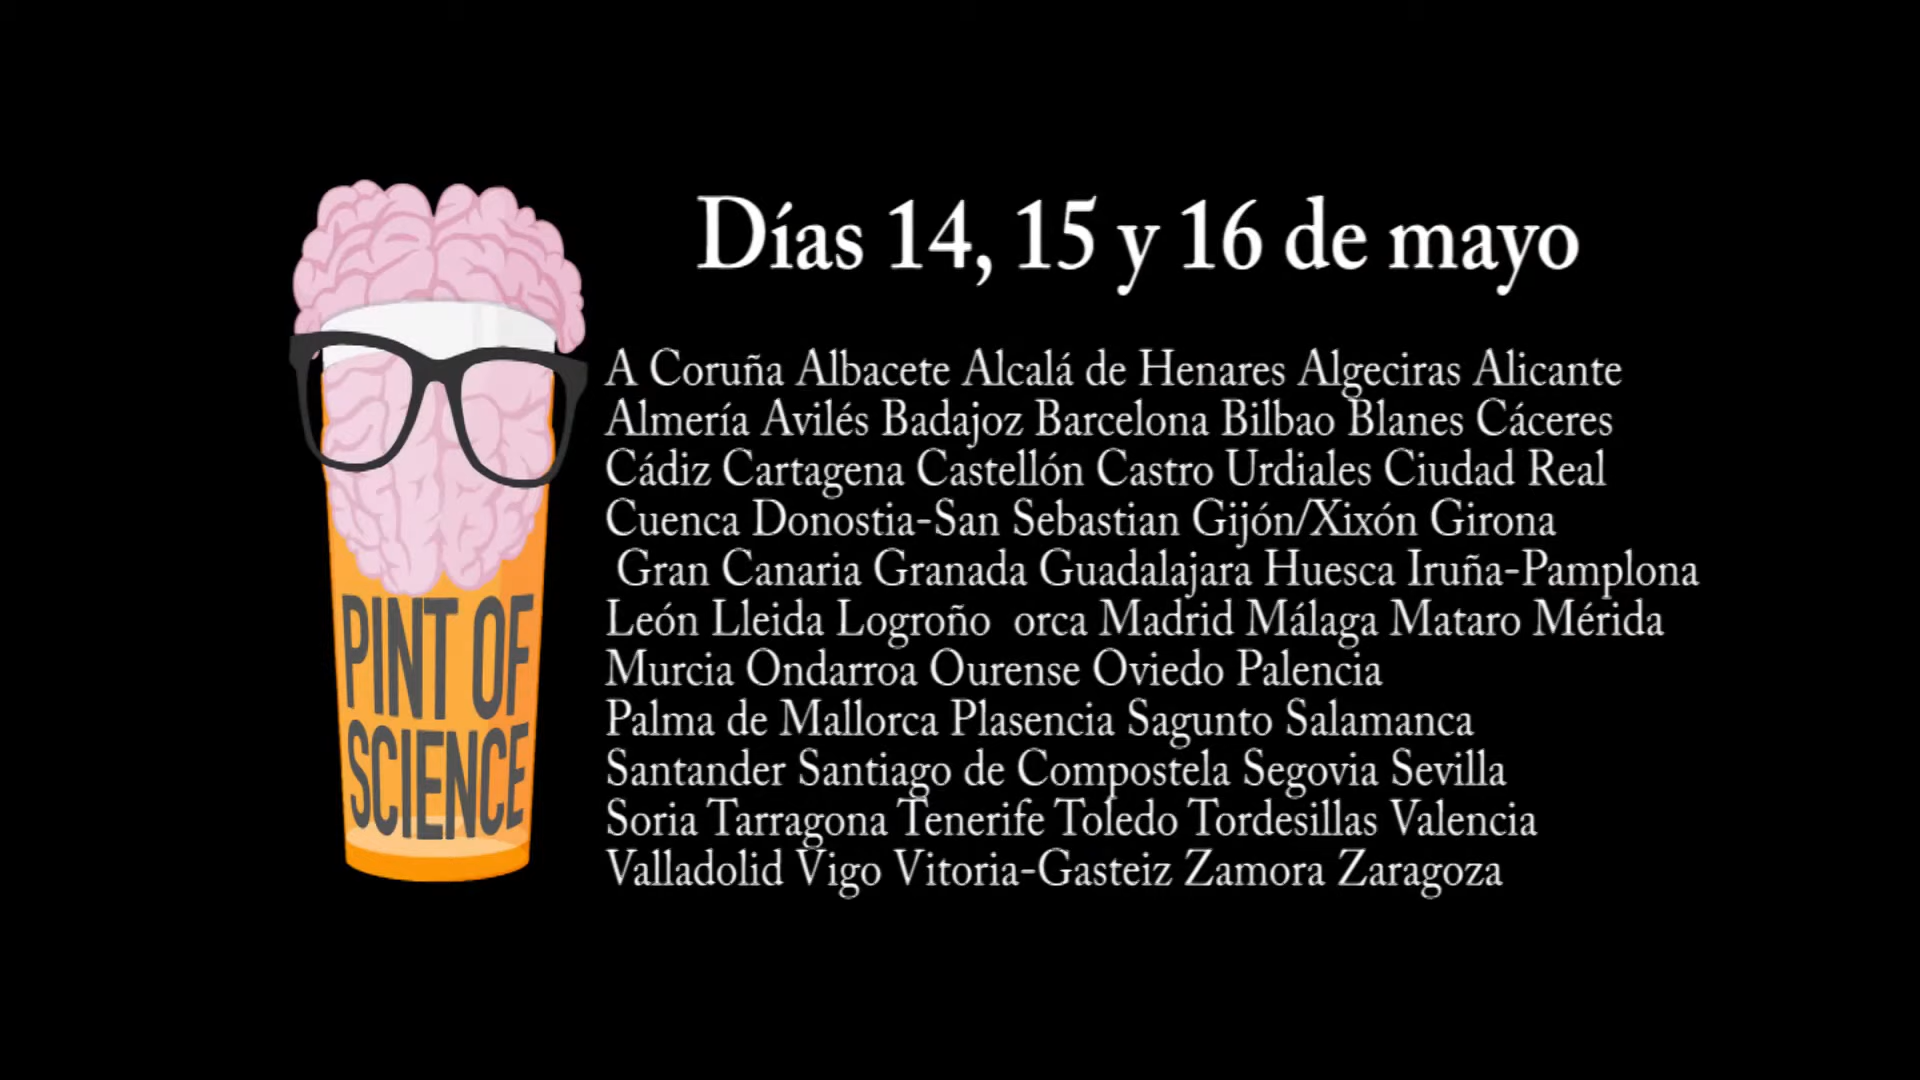 Días 14, 15 y 16 de mayo
A Coruña Albacete Alcalá de Henares Algeciras Alicante
Almería Avilés Badajoz Barcelona Bilbao Blanes Cáceres
Cádiz Cartagena Castellón Castro Urdiales Ciudad Real
Cuenca Donostia-San Sebastian Gijón/Xixón Girona
Gran Canaria Granada Guadalajara Huesca Iruña-Pamplona
León Lleida Logroño orca Madrid Málaga Mataro Mérida
Murcia Ondarroa Ourense Oviedo Palencia
Palma de Mallorca Plasencia Sagunto Salamanca
Santander Santiago de Compostela Segovia Sevilla
Soria Tarragona Tenerife Toledo Tordesillas Valencia
Valladolid Vigo Vitoria-Gasteiz Zamora Zaragoza
PINT OF
SCIENCE